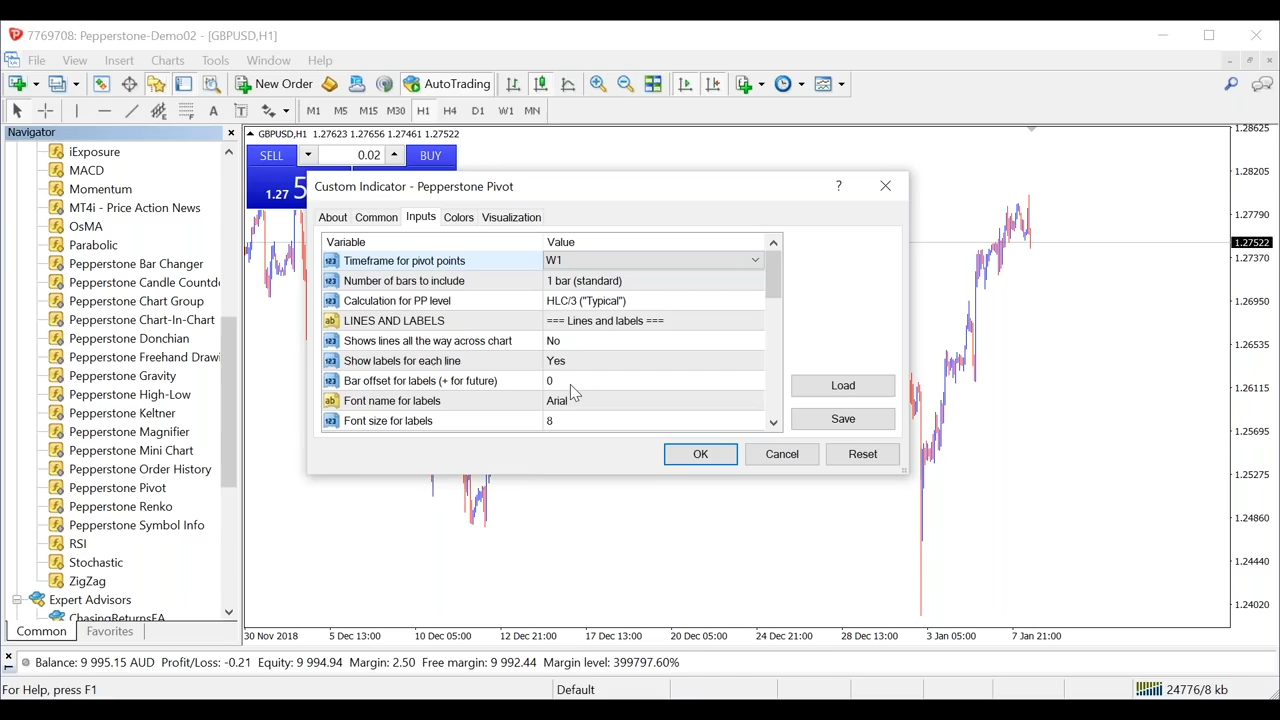 7769708: Pepperstone-Demo02 - [GBPUSD,H1]
File View Insert Charts Tools Window Help
New Order AutoTrading
A T M1 M5 M15 M30 H1 H4 D1 W1 MN
Navigator
iExposure
MACD
Momentum
MT4i - Price Action News
OsMA
Parabolic
Pepperstone Bar Changer
Pepperstone Candle Countd
Pepperstone Chart Group
Pepperstone Chart-In-Chart
Pepperstone Donchian
Pepperstone Freehand Drawi
Pepperstone Gravity
Pepperstone High-Low
Pepperstone Keltner
Pepperstone Magnifier
Pepperstone Mini Chart
Pepperstone Order History
Pepperstone Pivot
Pepperstone Renko
Pepperstone Symbol Info
RSI
Stochastic
ZigZag
Expert Advisors
ChasingReturnsEA
Common Favorites
GBPUSD,H1 1.27623 1.27656 1.27461 1.27522
SELL 0.02 BUY
1.27 5
Custom Indicator - Pepperstone Pivot
About Common Inputs Colors Visualization
Variable Value
123 Timeframe for pivot points W1
123 Number of bars to include 1 bar (standard)
123 Calculation for PP level HLC/3 ("Typical")
ab LINES AND LABELS === Lines and labels ===
123 Shows lines all the way across chart No
123 Show labels for each line Yes
123 Bar offset for labels (+ for future) 0
ab Font name for labels Arial
123 Font size for labels 8
Load
Save
OK Cancel Reset
1.28625
1.28205
1.27790
1.27522
1.27370
1.26950
1.26535
1.26115
1.25695
1.25275
1.24860
1.24440
1.24020
30 Nov 2018 5 Dec 13:00 10 Dec 05:00 12 Dec 21:00 17 Dec 13:00 20 Dec 05:00 24 Dec 21:00 28 Dec 13:00 3 Jan 05:00 7 Jan 21:00
Balance: 9 995.15 AUD Profit/Loss: -0.21 Equity: 9 994.94 Margin: 2.50 Free margin: 9 992.44 Margin level: 399797.60%
For Help, press F1 Default 24776/8 kb